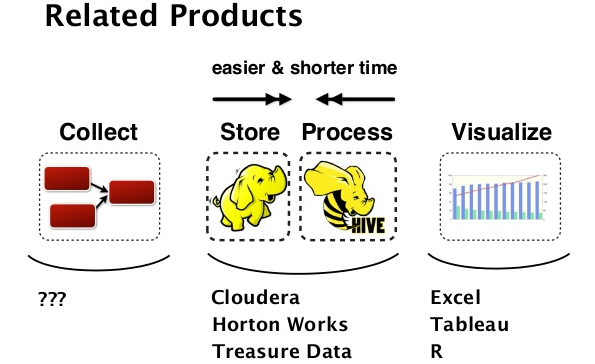 Related Products
easier & shorter time
Collect
Store
Process
Visualize
HIVE
???
Cloudera
Horton Works
Treasure Data
Excel
Tableau
R